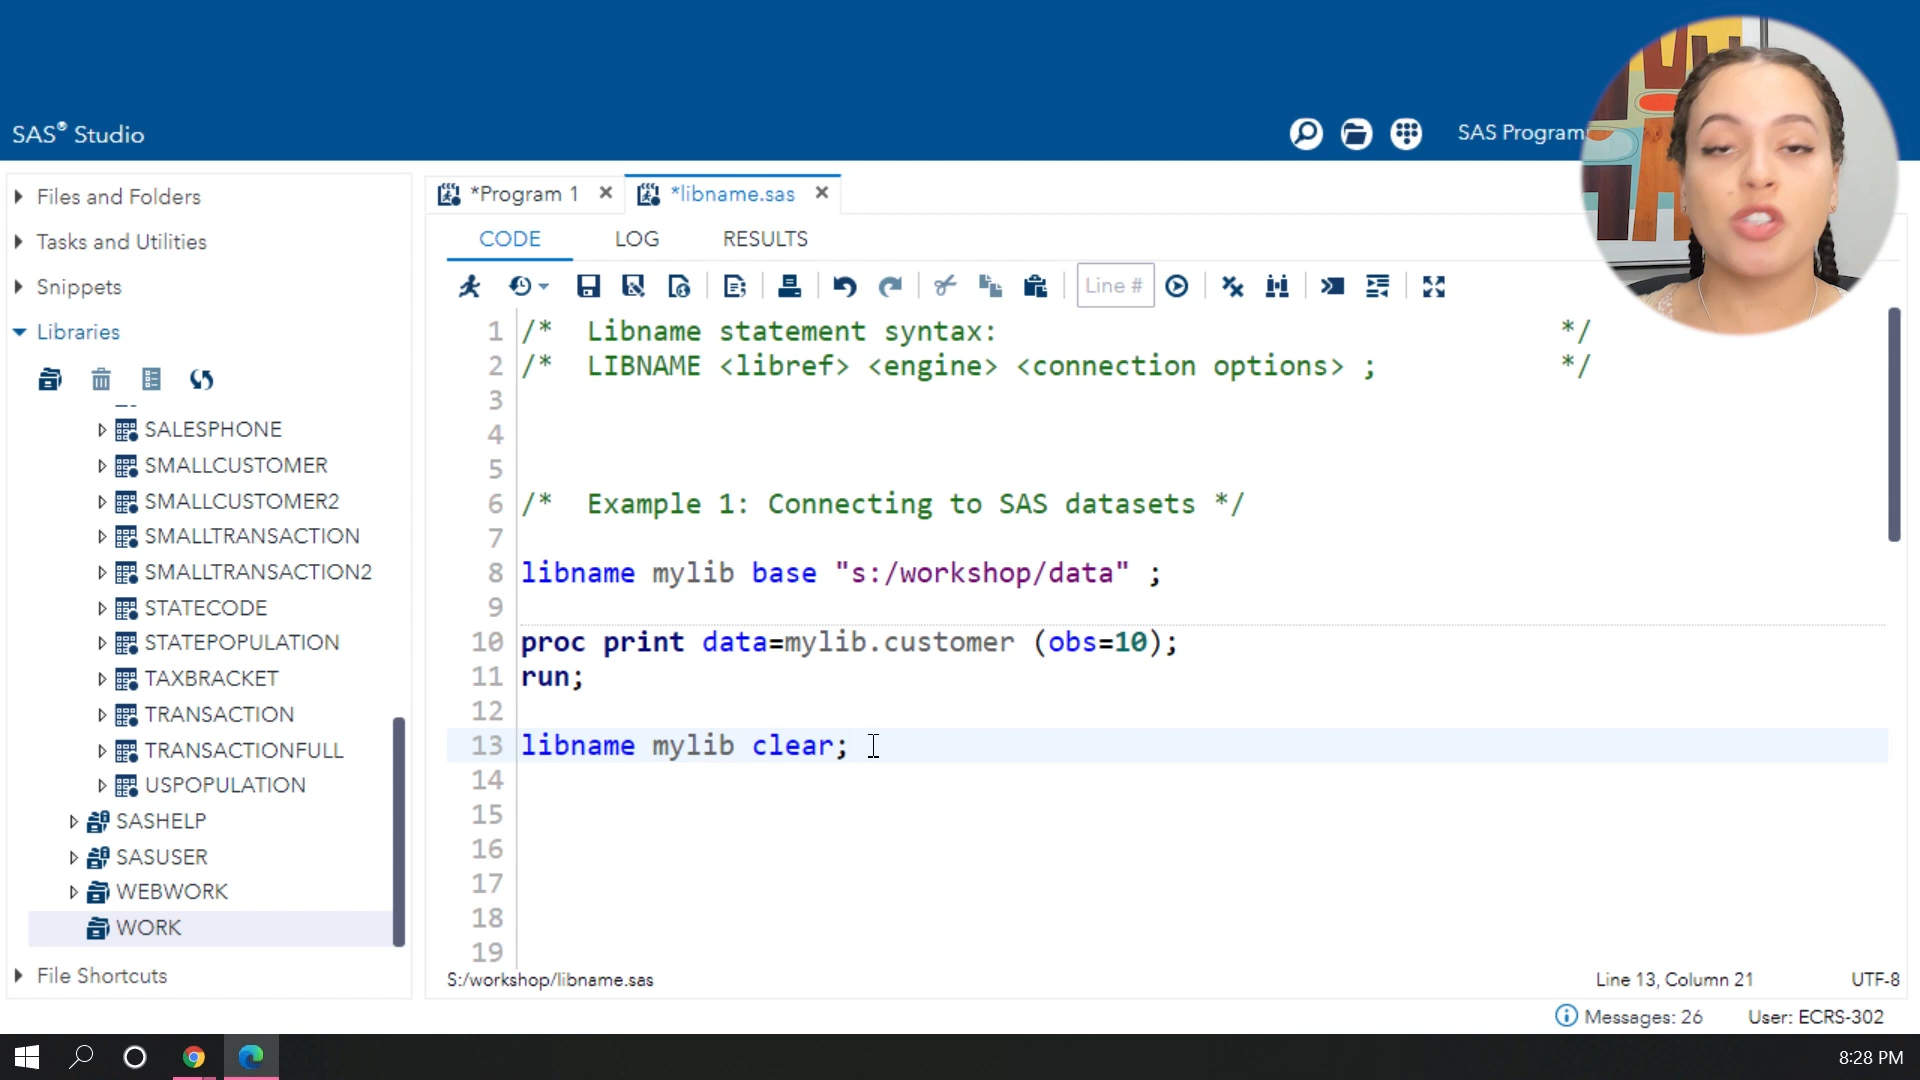 SAS® Studio
SAS Program
Files and Folders
Tasks and Utilities
Snippets
Libraries
SALESPHONE
SMALLCUSTOMER
SMALLCUSTOMER2
SMALLTRANSACTION
SMALLTRANSACTION2
STATECODE
STATEPOPULATION
TAXBRACKET
TRANSACTION
TRANSACTIONFULL
USPOPULATION
SASHELP
SASUSER
WEBWORK
WORK
File Shortcuts
*Program 1
*libname.sas
CODE LOG RESULTS
Line #
1 /* Libname statement syntax: */
2 /* LIBNAME <libref> <engine> <connection options> ; */
3
4
5
6 /* Example 1: Connecting to SAS datasets */
7
8 libname mylib base "s:/workshop/data" ;
9
10 proc print data=mylib.customer (obs=10);
11 run;
12
13 libname mylib clear;
14
15
16
17
18
19
S:/workshop/libname.sas
Line 13, Column 21
UTF-8
Messages: 26
User: ECRS-302
8:28 PM